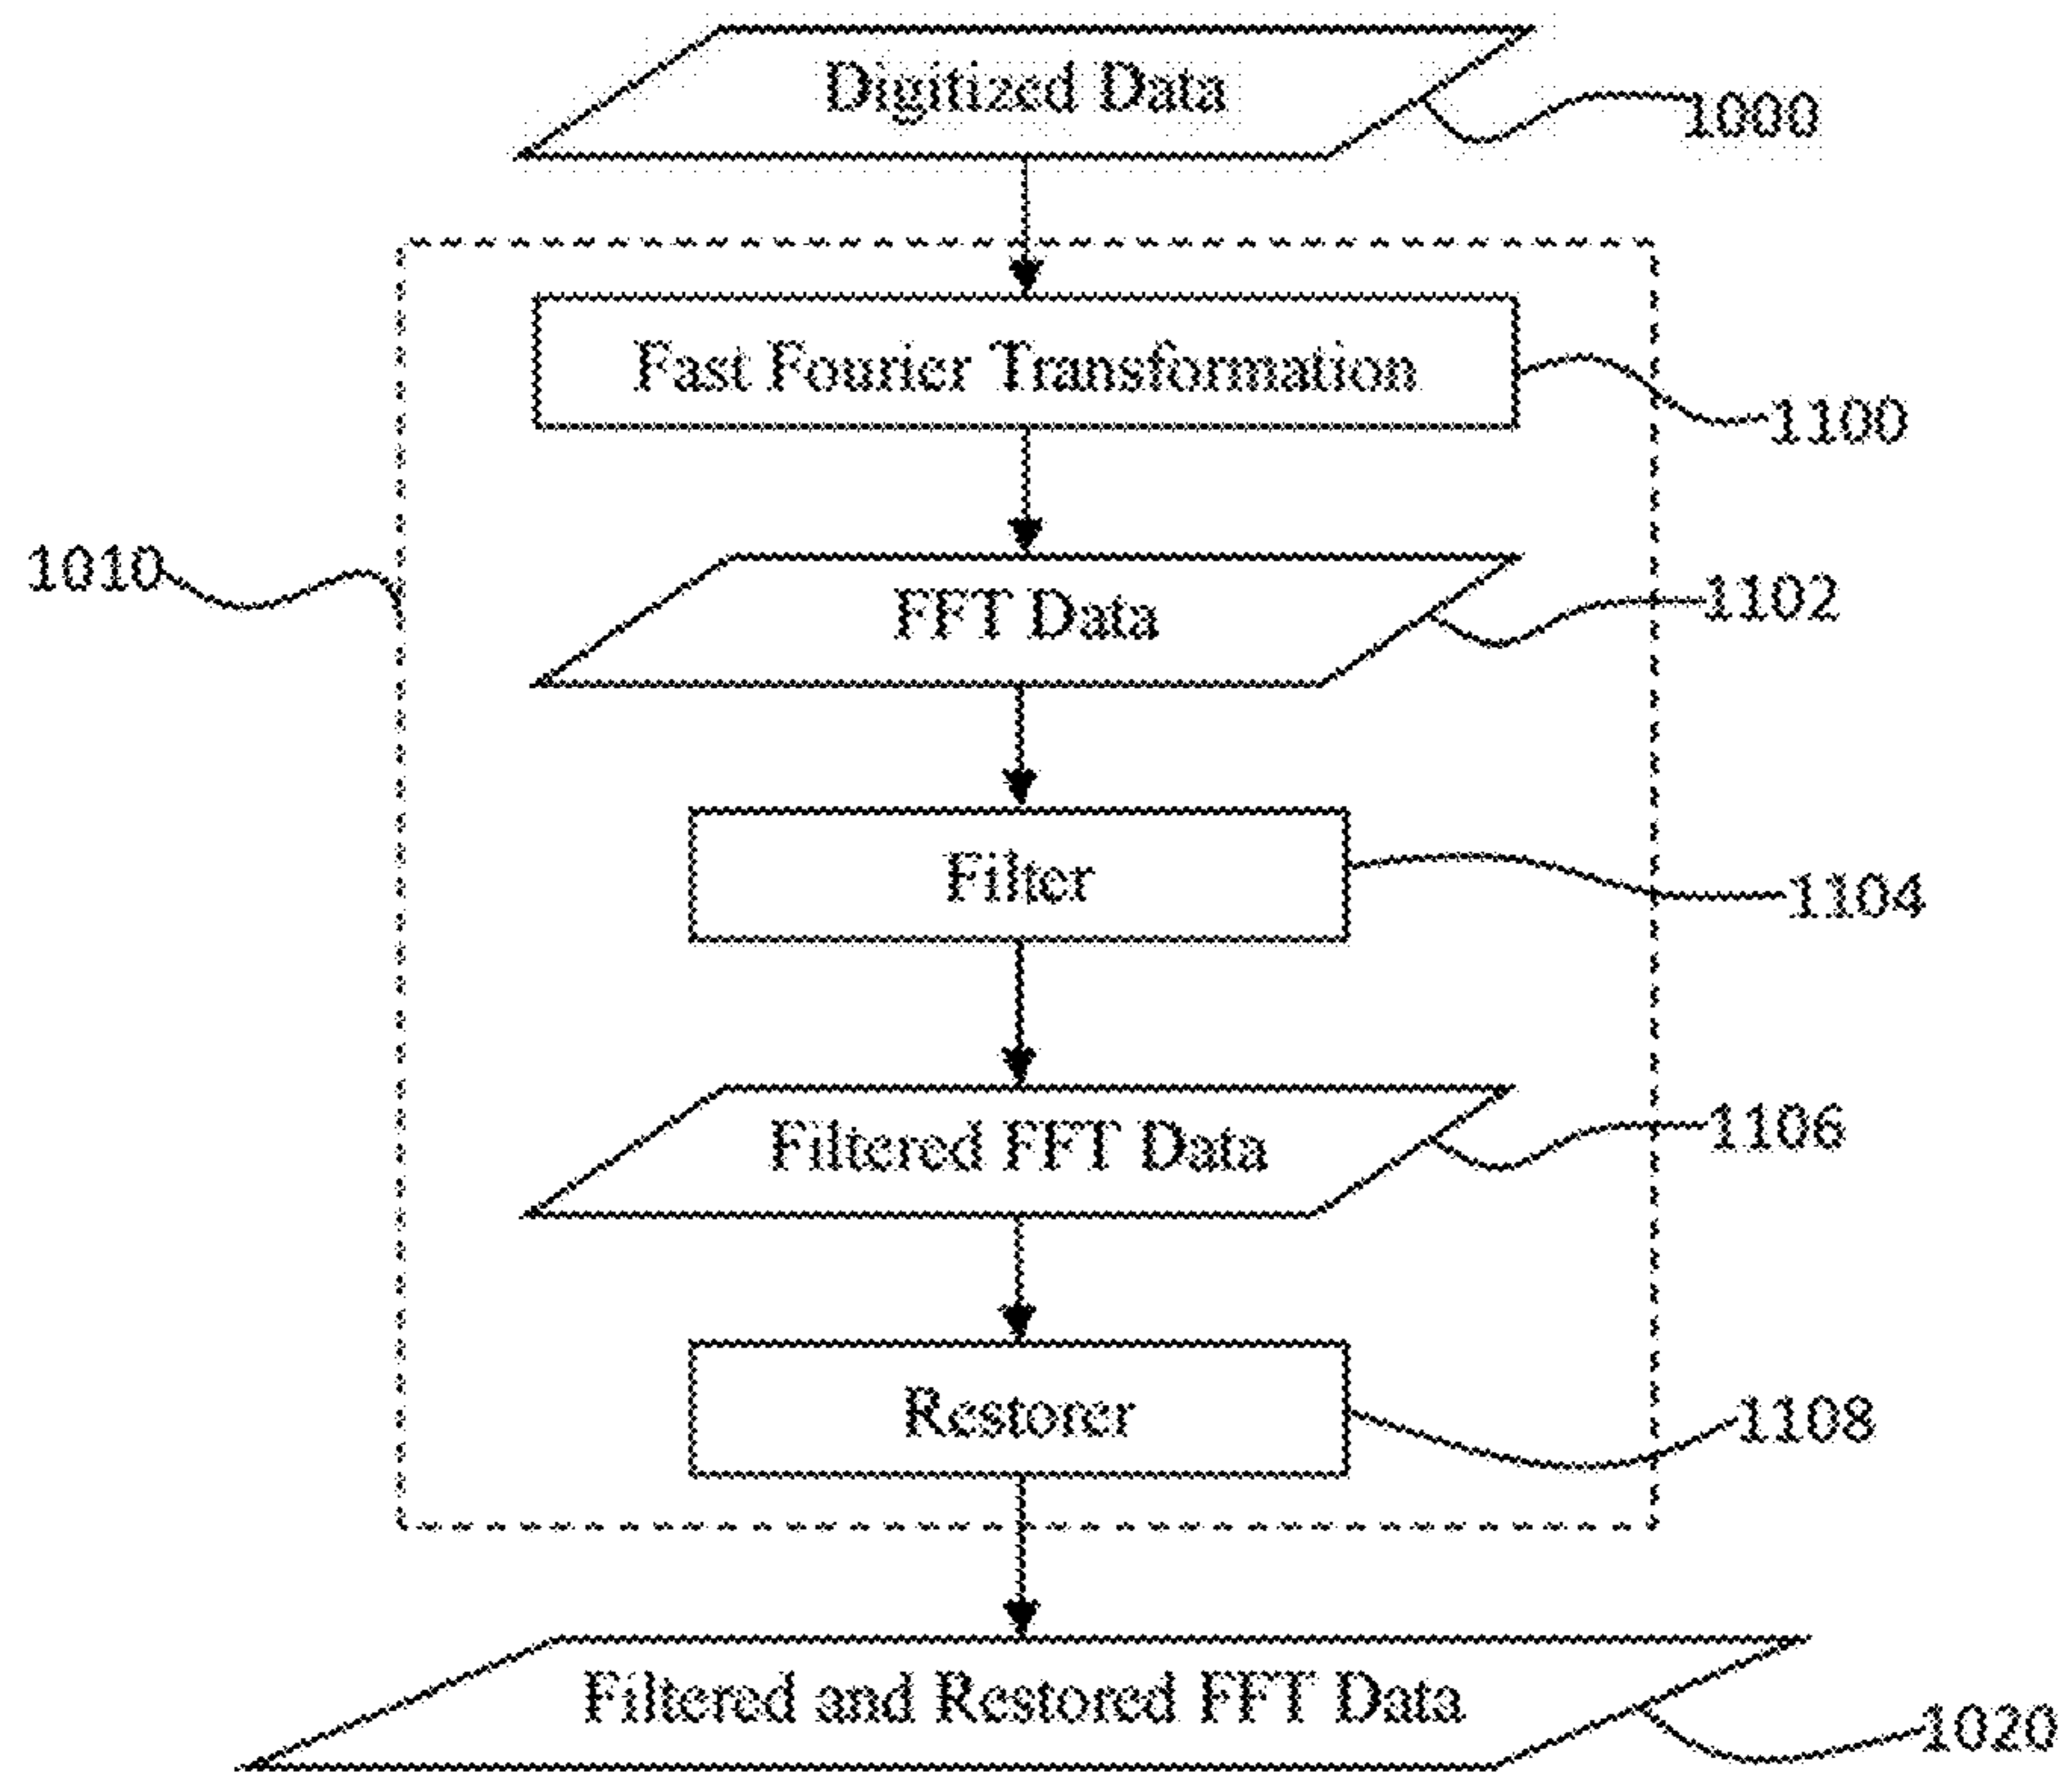 Digitized Data
1000
Fast Fourier Transformation
1100
1010
FFT Data
1102
Filter
1104
Filtered FFT Data
1106
Restorer
1108
Filtered and Restored FFT Data
1020